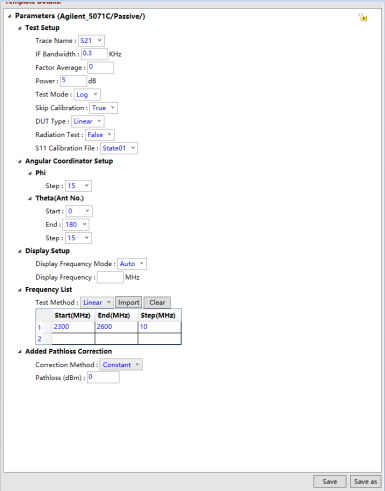 Template Details:
Parameters (Agilent_5071C/Passive/)
Test Setup
Trace Name : S21
IF Bandwidth : 0.3 KHz
Factor Average : 0
Power : 5 dB
Test Mode : Log
Skip Calibration : True
DUT Type : Linear
Radiation Test : False
S11 Calibration File : State01
Angular Coordinator Setup
Phi
Step : 15
Theta(Ant No.)
Start : 0
End : 180
Step : 15
Display Setup
Display Frequency Mode : Auto
Display Frequency : MHz
Frequency List
Test Method : Linear Import Clear
Start(MHz) End(MHz) Step(MHz)
1 2300 2600 10
2
Added Pathloss Correction
Correction Method : Constant
Pathloss (dBm) : 0
Save Save as